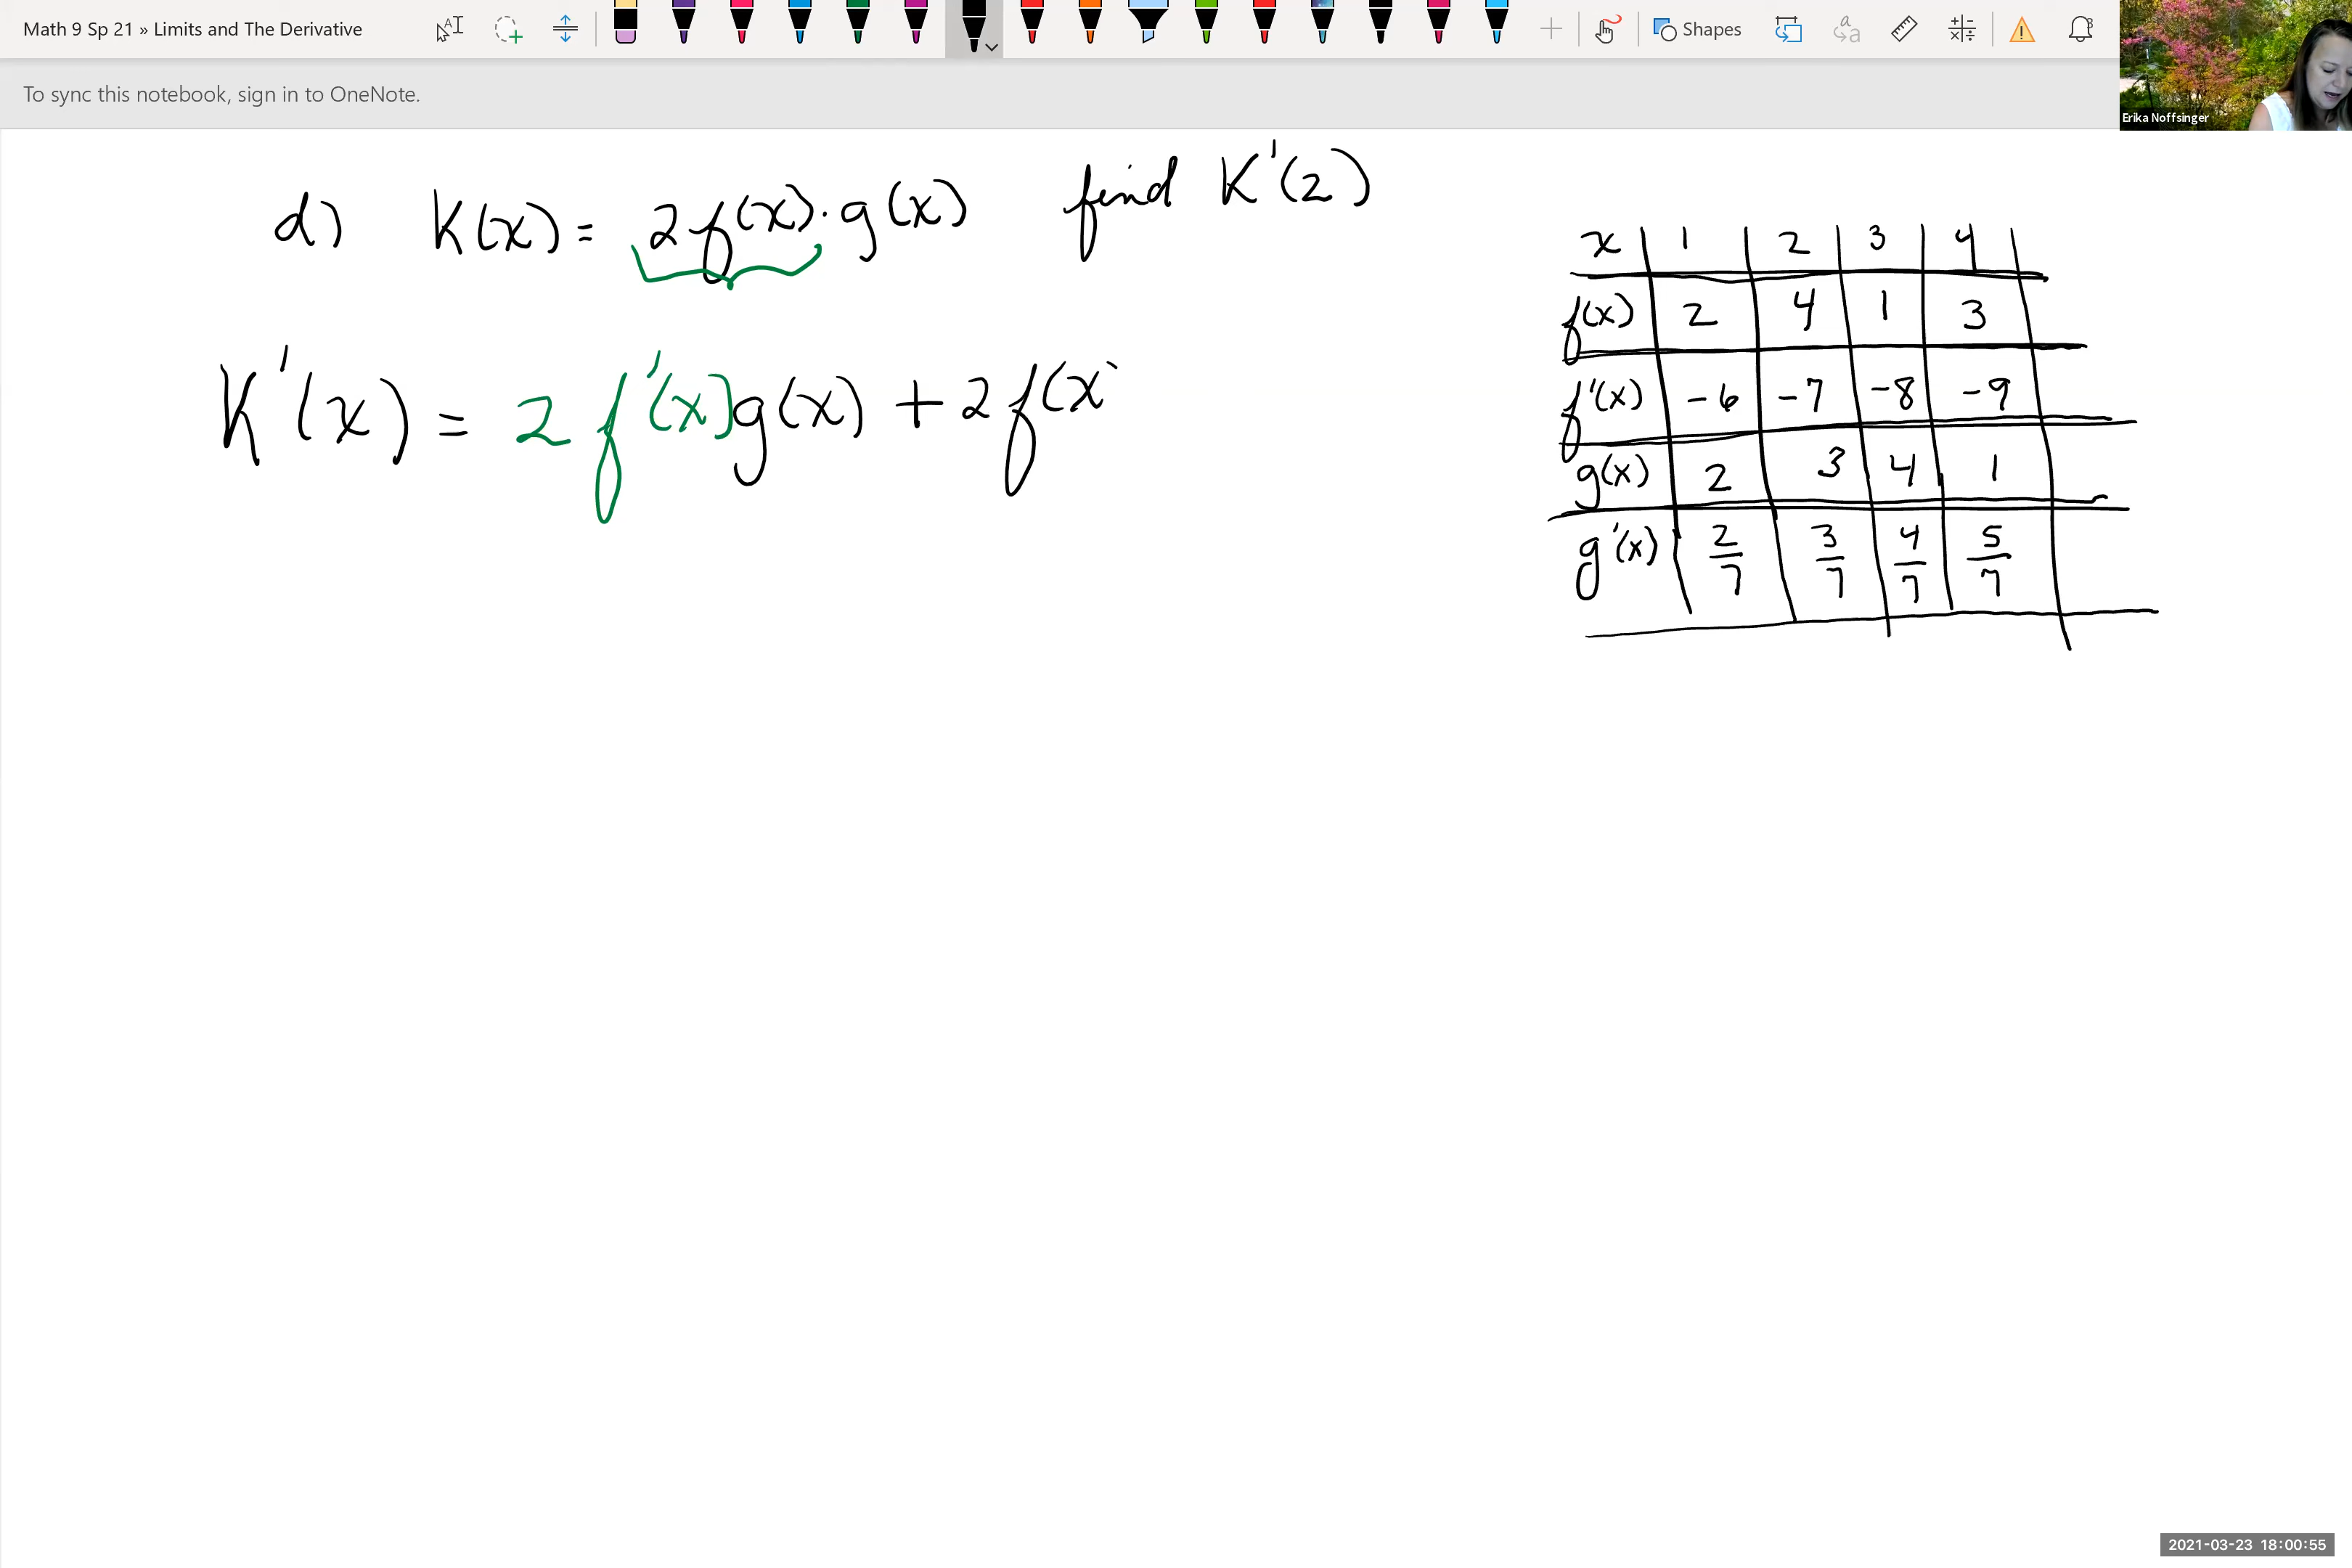 Math 9 Sp 21 » Limits and The Derivative
Shapes
To sync this notebook, sign in to OneNote.
Erika Noffsinger
d) K(x) = 2f(x)·g(x) find K'(2)
K'(x) = 2f'(x)g(x) + 2f(x)
x 1 2 3 4
f(x) 2 4 1 3
f'(x) -6 -7 -8 -9
g(x) 2 3 4 1
g'(x) 2/7 3/7 4/7 5/7
2021-03-23 18:00:55